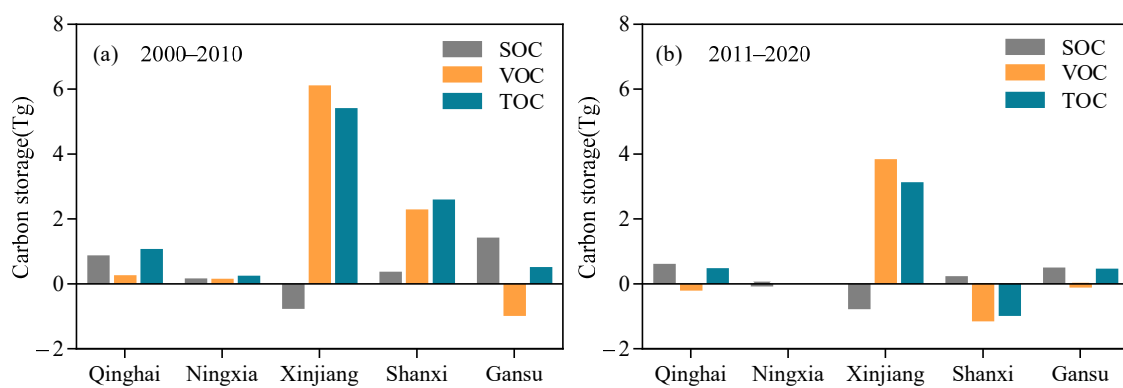 8
6
4
2
0
−2
Carbon storage(Tg)
(a) 2000–2010
SOC
VOC
TOC
Qinghai Ningxia Xinjiang Shanxi Gansu
8
6
4
2
0
−2
Carbon storage(Tg)
(b) 2011–2020
SOC
VOC
TOC
Qinghai Ningxia Xinjiang Shanxi Gansu